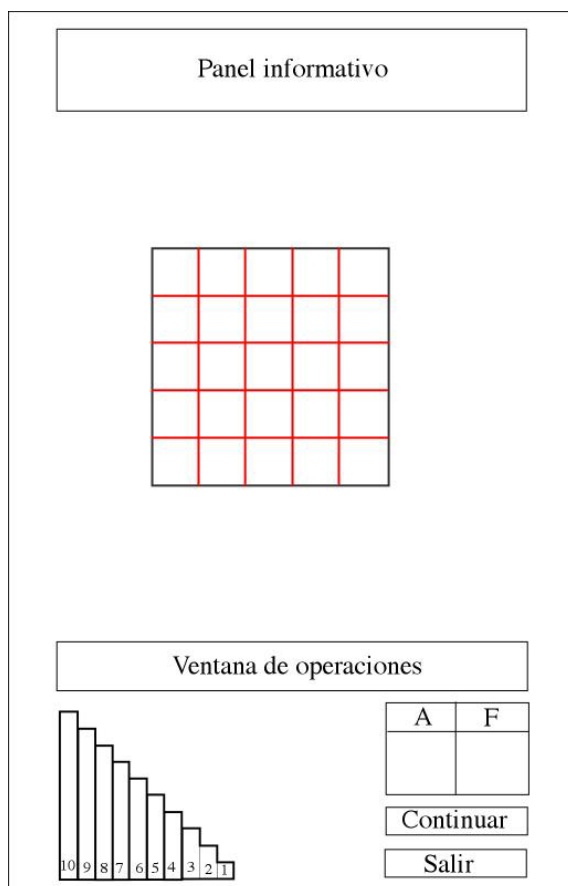 Panel informativo
Ventana de operaciones
A F
10 9 8 7 6 5 4 3 2 1
Continuar
Salir